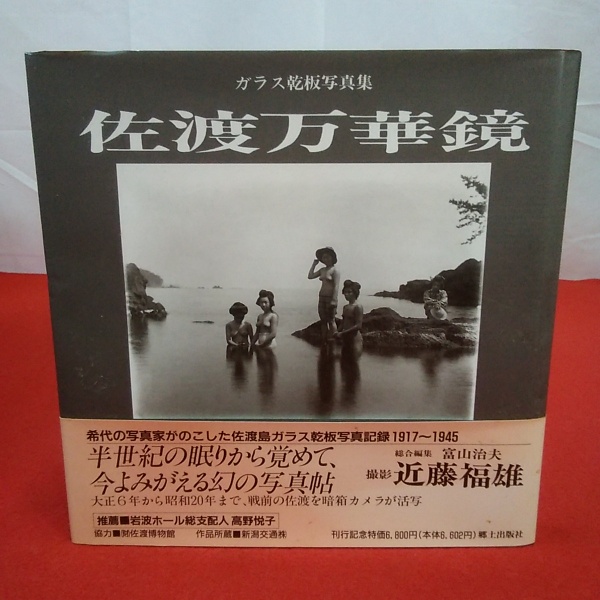 ガラス乾板写真集
佐渡万華鏡
希代の写真家がのこした佐渡島ガラス乾板写真記録1917〜1945
半世紀の眠りから覚めて、
今よみがえる幻の写真帖
総合編集 富山治夫
撮影 近藤福雄
大正6年から昭和20年まで、戦前の佐渡を暗箱カメラが活写
推薦■岩波ホール総支配人 高野悦子
協力■㈶佐渡博物館 作品所蔵■新潟交通㈱
刊行記念特価6,800円(本体6,602円) 郷土出版社